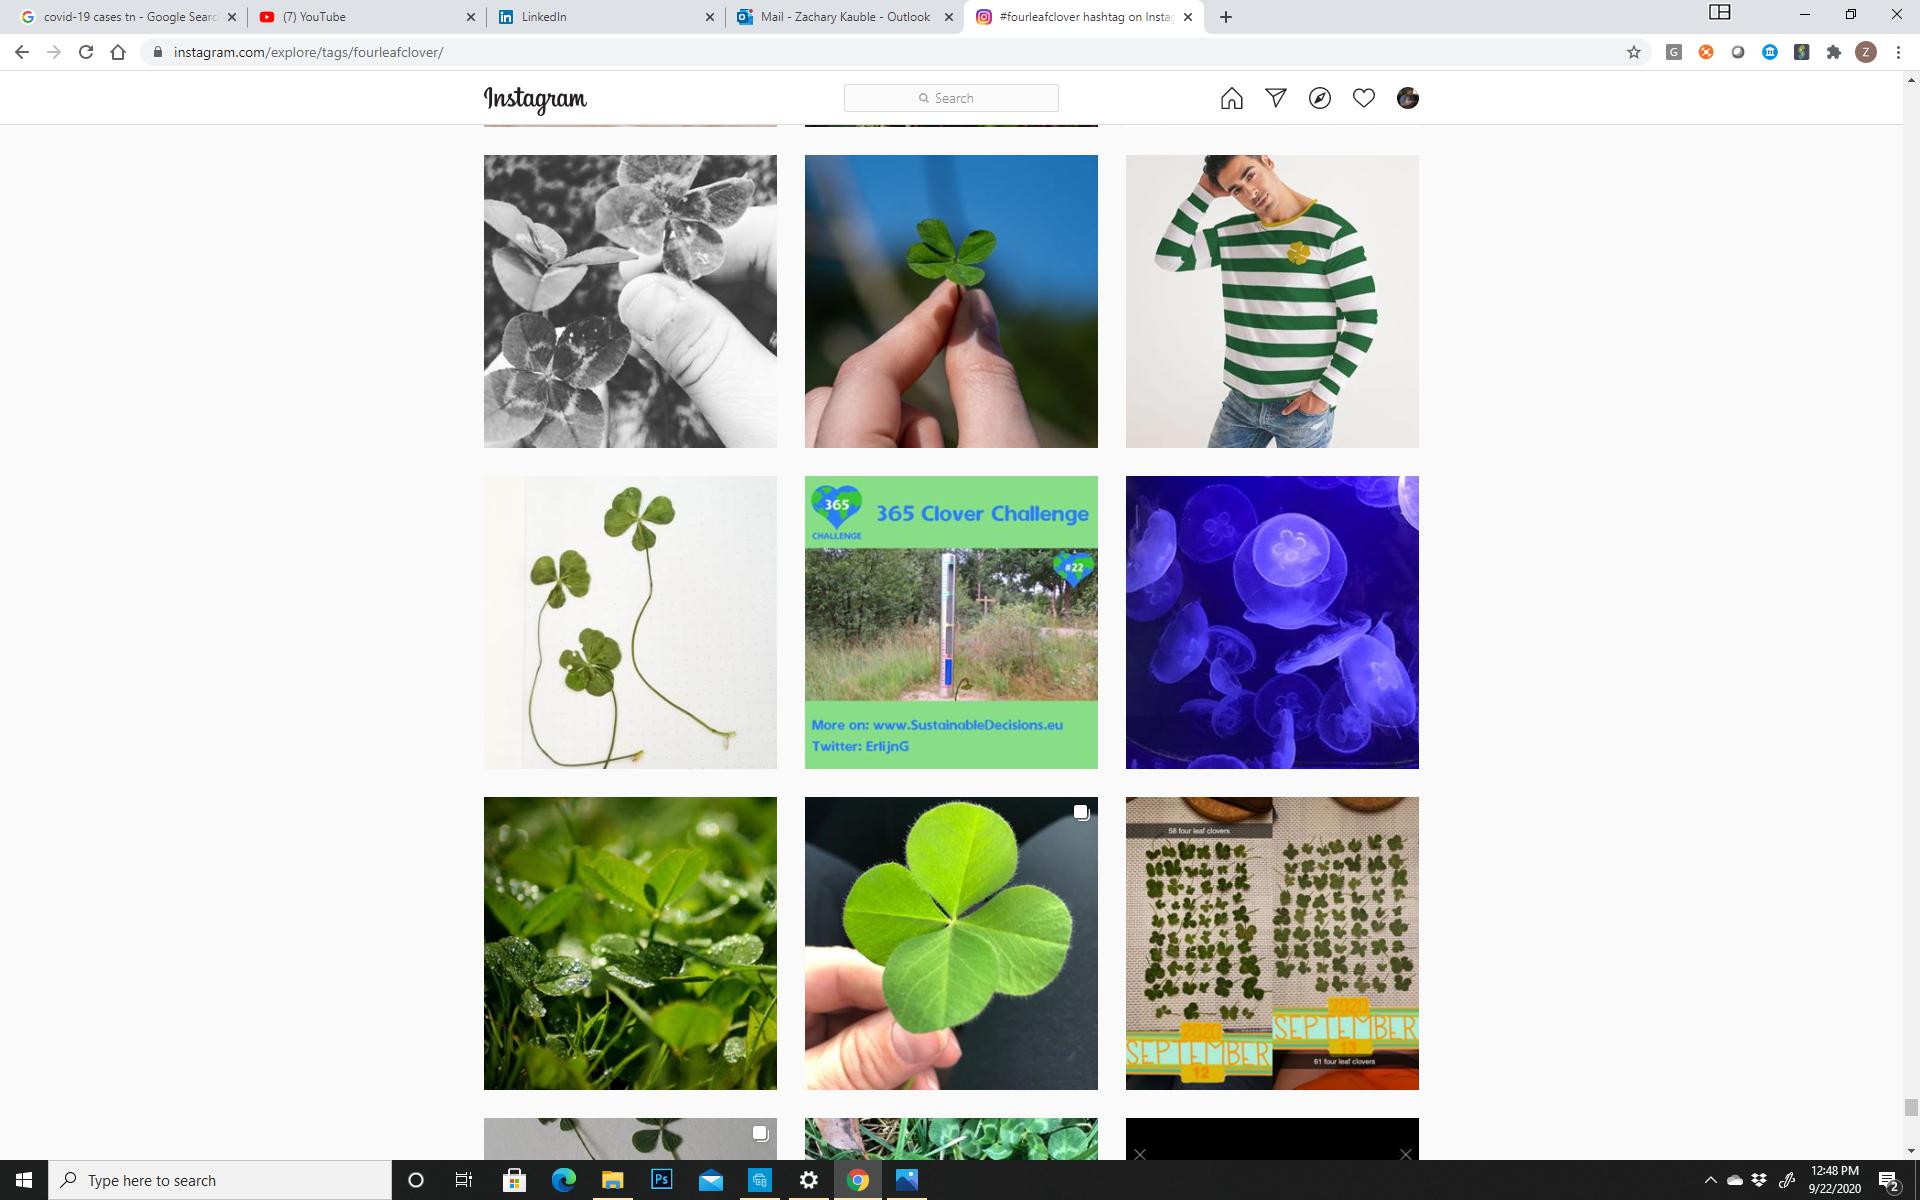 covid-19 cases tn - Google Searc
(7) YouTube
LinkedIn
Mail - Zachary Kauble - Outlook
#fourleafclover hashtag on Insta
instagram.com/explore/tags/fourleafclover/
G
Z
Instagram
Search
365
CHALLENGE
365 Clover Challenge
#22
More on: www.SustainableDecisions.eu
Twitter: ErlijnG
58 four leaf clovers
2020
SEPTEMBER
12
2020
SEPTEMBER
13
61 four leaf clovers
Type here to search
Ps
12:48 PM
9/22/2020
2